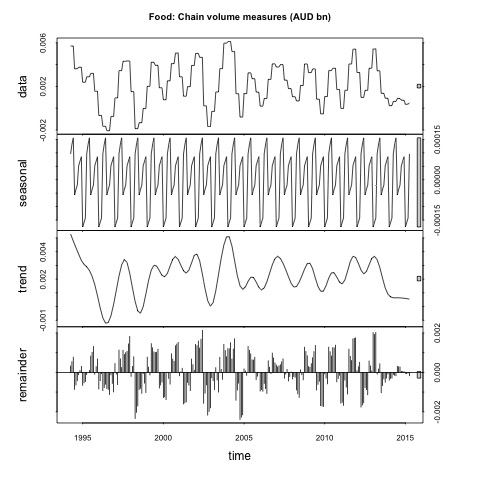 Food: Chain volume measures (AUD bn)
data
-0.002
0.002
0.006
seasonal
-0.00015
0.00000
0.00015
trend
-0.001
0.002
0.004
remainder
-0.002
0.000
0.002
1995 2000 2005 2010 2015
time